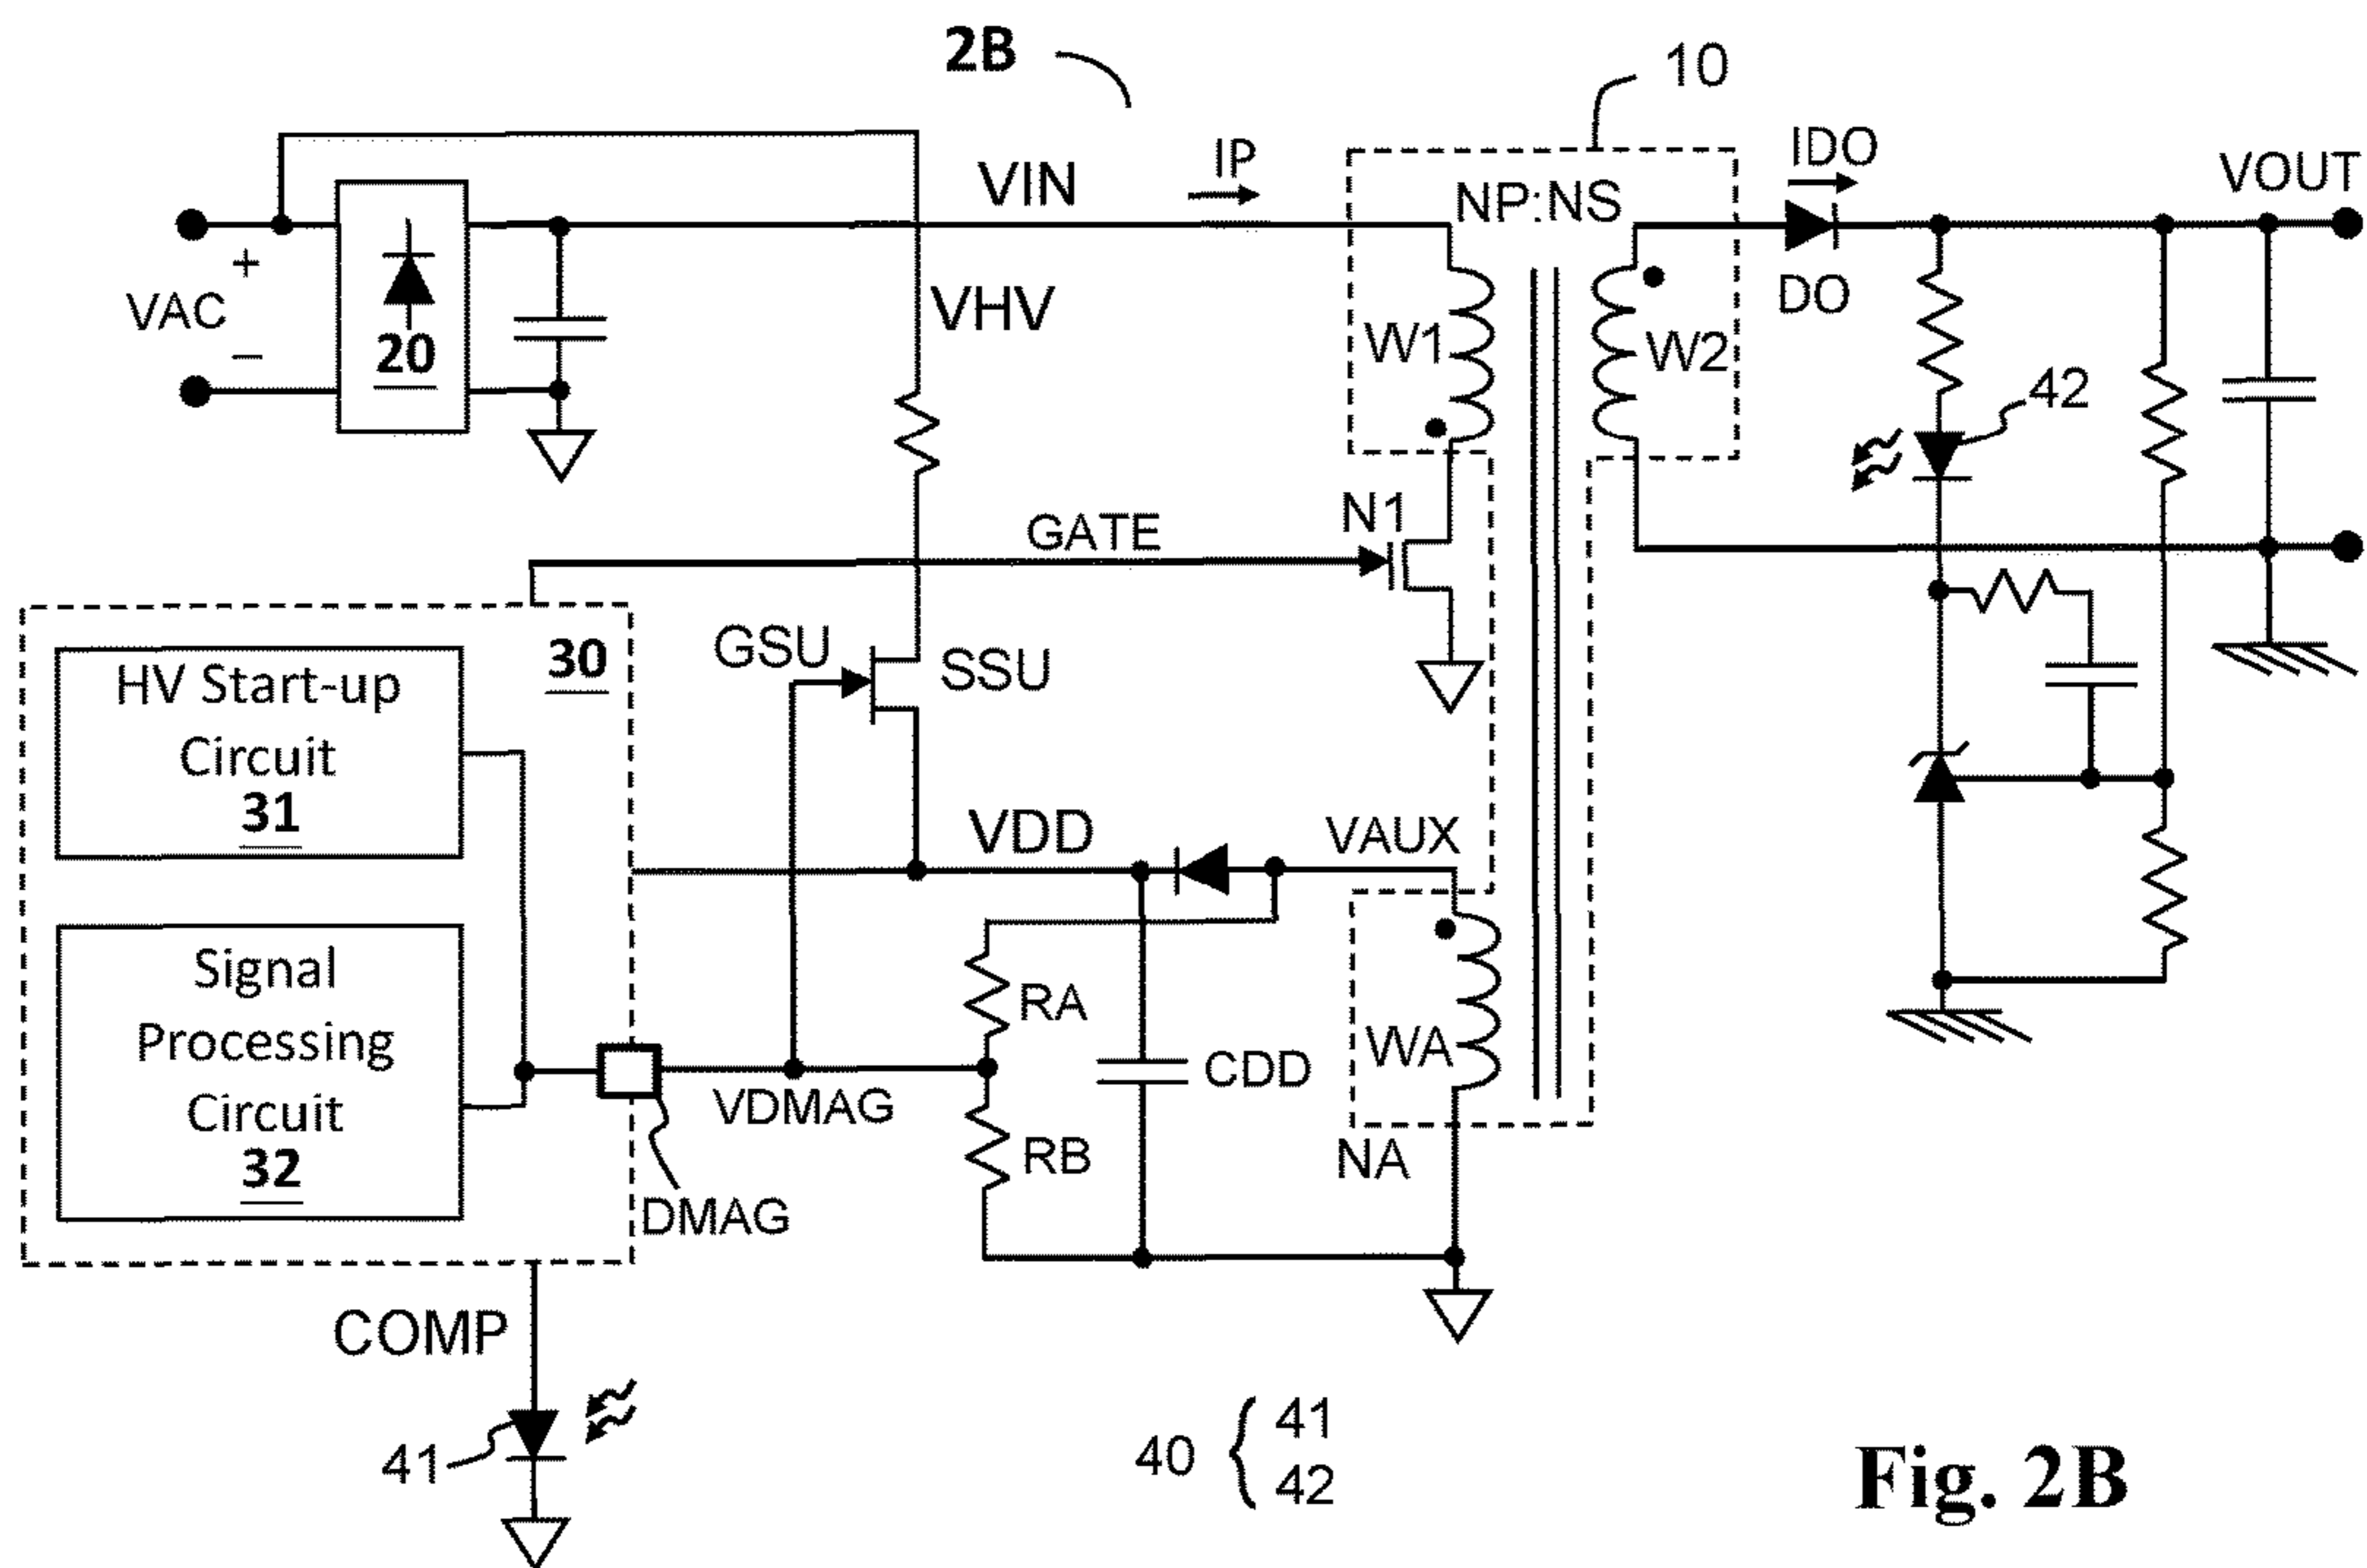 2B
10
IP
IDO
VOUT
VIN
NP:NS
+
VAC
−
20
VHV
W1
W2
DO
42
GATE
N1
GSU
SSU
30
HV Start-up
Circuit
31
VDD
VAUX
Signal
Processing
Circuit
32
RA
CDD
WA
VDMAG
RB
NA
DMAG
COMP
41
40 { 41
42
Fig. 2B